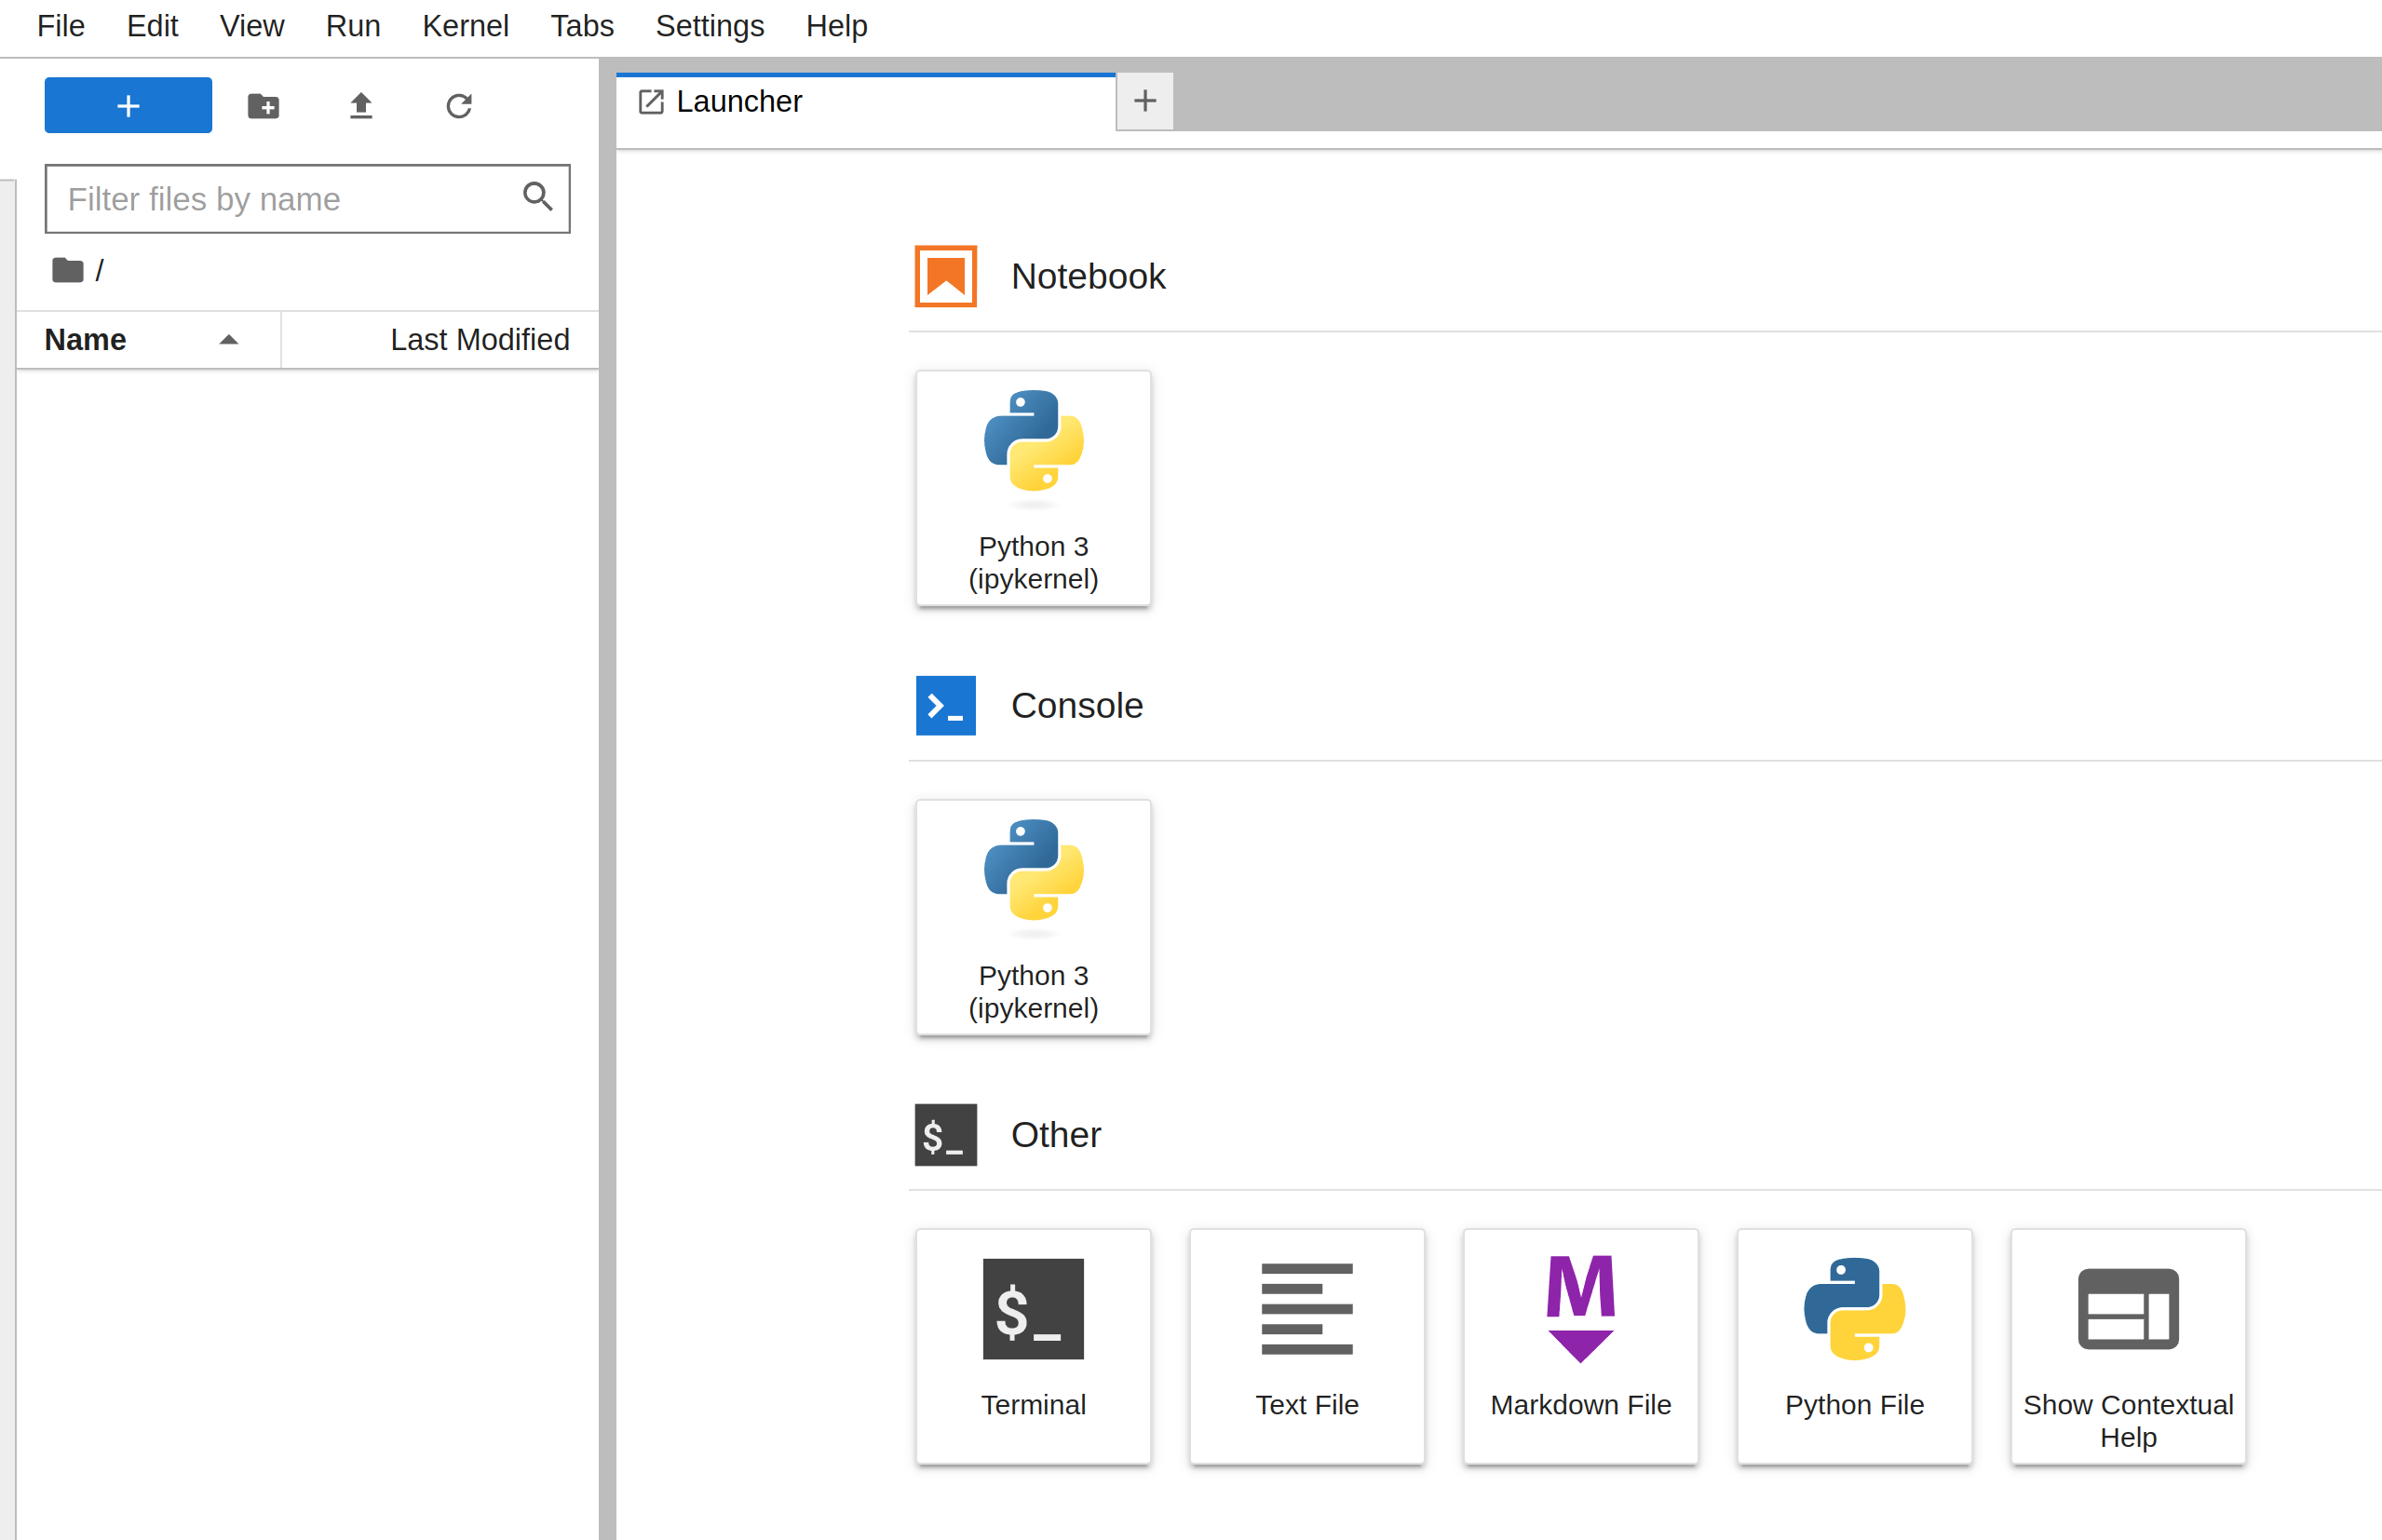 File Edit View Run Kernel Tabs Settings Help
Launcher
Filter files by name
/
Name Last Modified
Notebook
Python 3
(ipykernel)
Console
Python 3
(ipykernel)
$_ Other
$_
M
Terminal
Text File
Markdown File
Python File
Show Contextual
Help